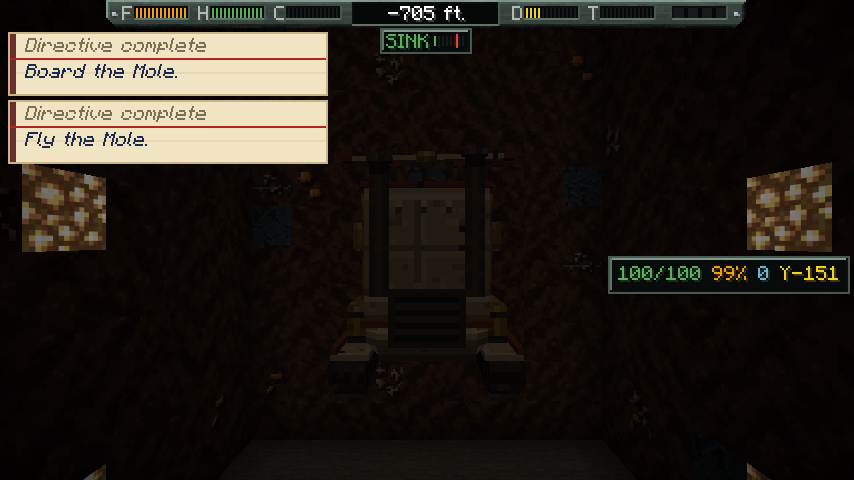 F H C -705 ft. D T
SINK
Directive complete
Board the Mole.
Directive complete
Fly the Mole.
100/100 99% 0 Y-151